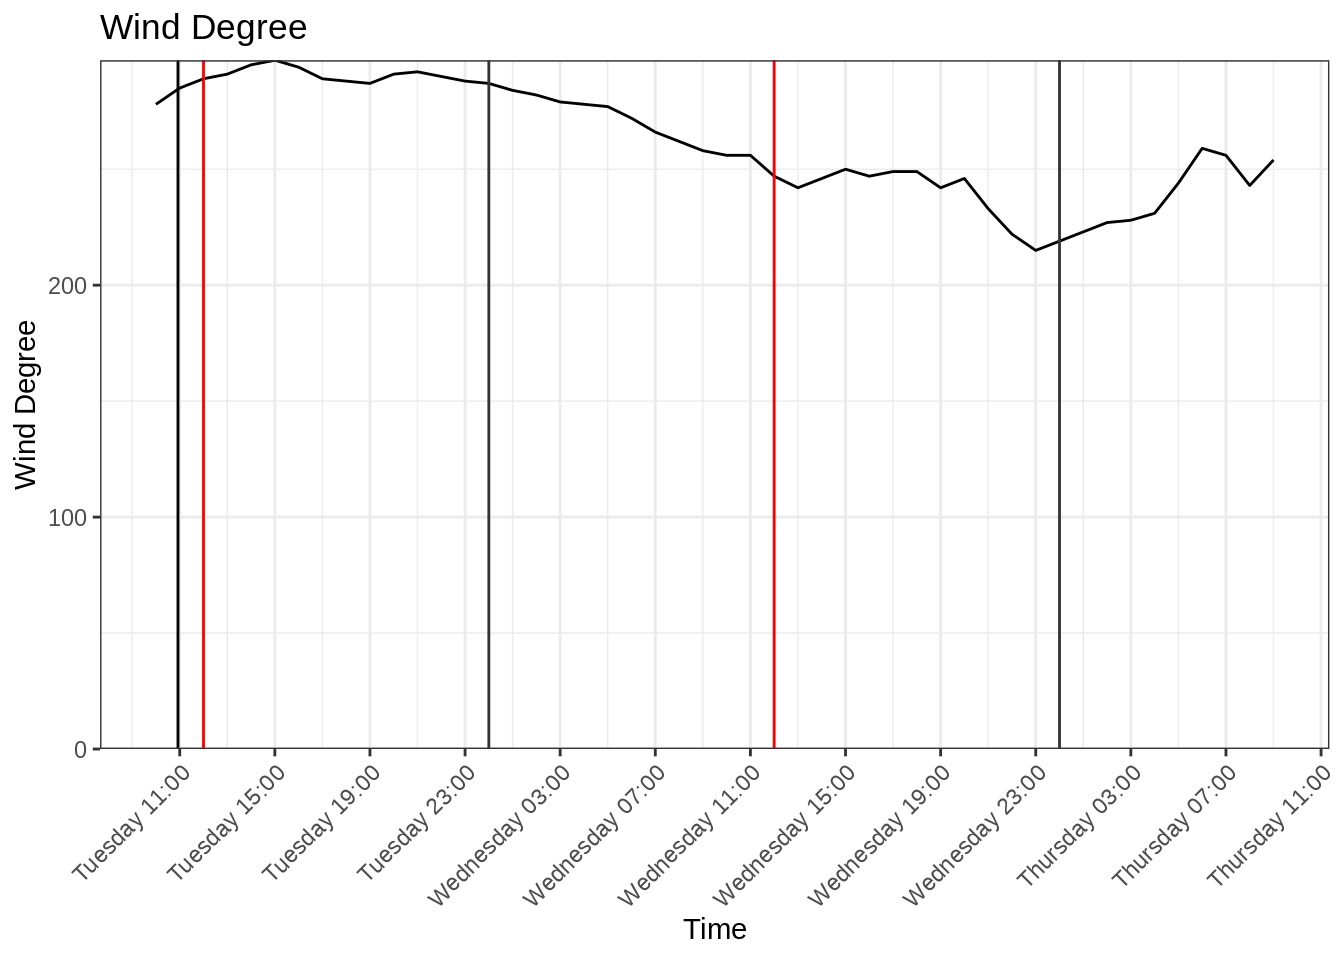 Wind Degree
Wind Degree
200
100
0
Tuesday 11:00
Tuesday 15:00
Tuesday 19:00
Tuesday 23:00
Wednesday 03:00
Wednesday 07:00
Wednesday 11:00
Wednesday 15:00
Wednesday 19:00
Wednesday 23:00
Thursday 03:00
Thursday 07:00
Thursday 11:00
Time